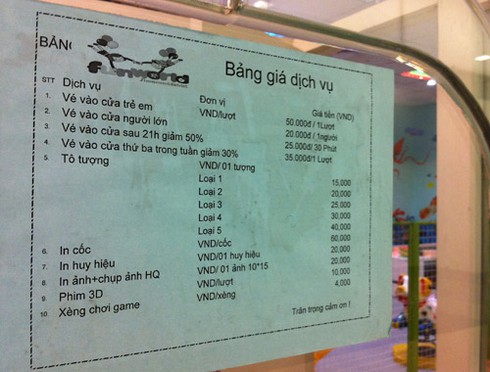 BẢNG
funworld
Bảng giá dịch vụ
STT Dịch vụ Đơn vị Giá tiền (VND)
1. Vé vào cửa trẻ em VND/lượt 50.000đ / 1Lượt
2. Vé vào cửa người lớn 20.000đ / 1người
3. Vé vào cửa sau 21h giảm 50% 25.000đ/ 30 Phút
4. Vé vào cửa thứ ba trong tuần giảm 30% 35.000đ/1 Lượt
5. Tô tượng VND/ 01 tượng
Loại 1 15,000
Loại 2 20,000
Loại 3 25,000
Loại 4 30,000
Loại 5 40,000
6. In cốc VND/cốc 60,000
7. In huy hiệu VND/01 huy hiệu 20,000
8. In ảnh+chụp ảnh HQ VND/ 01 ảnh 10*15 20,000
9 Phim 3D VND/lượt 10,000
10 Xèng chơi game VND/xèng 4,000
Trân trọng cảm ơn !